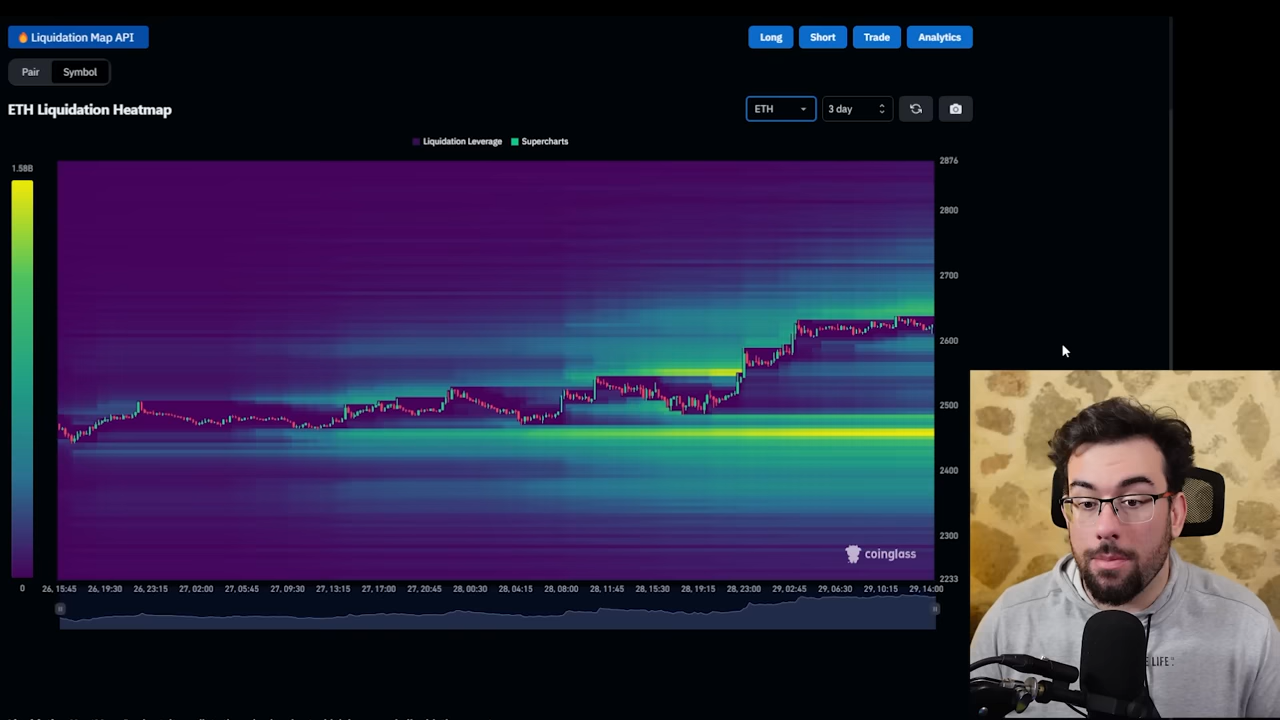 🔥 Liquidation Map API
Long Short Trade Analytics
Pair Symbol
ETH Liquidation Heatmap
ETH 3 day
Liquidation Leverage Supercharts
1.58B
0
2876
2800
2700
2600
2500
2400
2300
2233
coinglass
26, 15:45 26, 19:30 26, 23:15 27, 02:00 27, 05:45 27, 09:30 27, 13:15 27, 17:00 27, 20:45 28, 00:30 28, 04:15 28, 08:00 28, 11:45 28, 15:30 28, 19:15 28, 23:00 29, 02:45 29, 06:30 29, 10:15 29, 14:00
LIFE